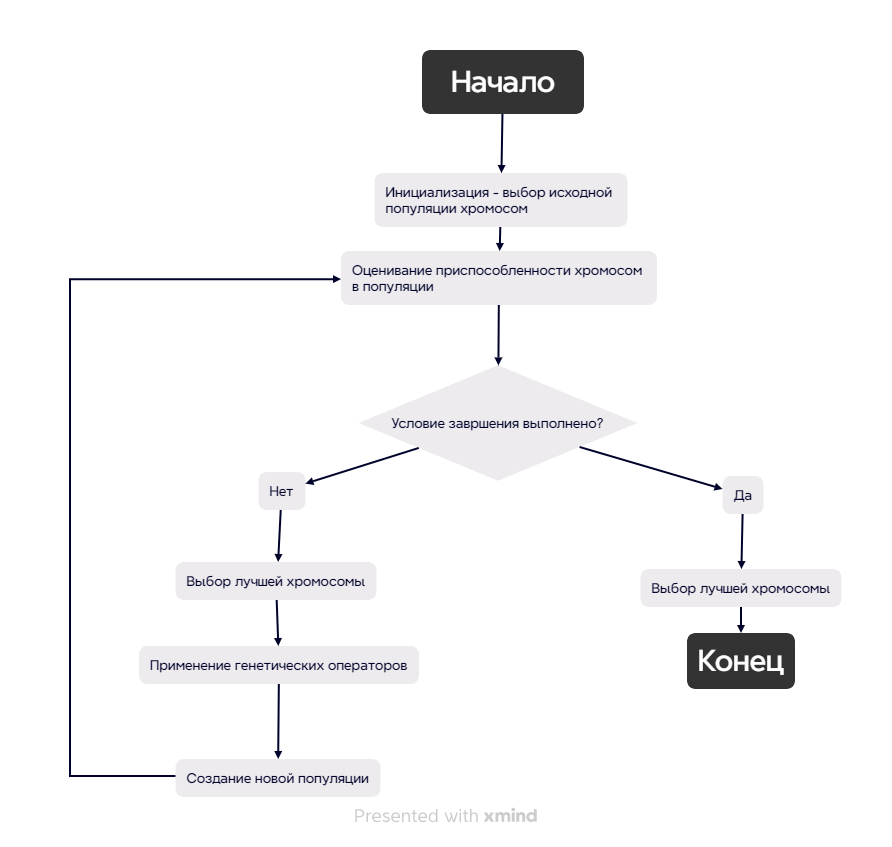 Начало
Инициализация - выбор исходной
популяции хромосом
Оценивание приспособленности хромосом
в популяции
Условие завршения выполнено?
Нет
Да
Выбор лучшей хромосомы
Выбор лучшей хромосомы
Применение генетических операторов
Конец
Создание новой популяции
Presented with xmind